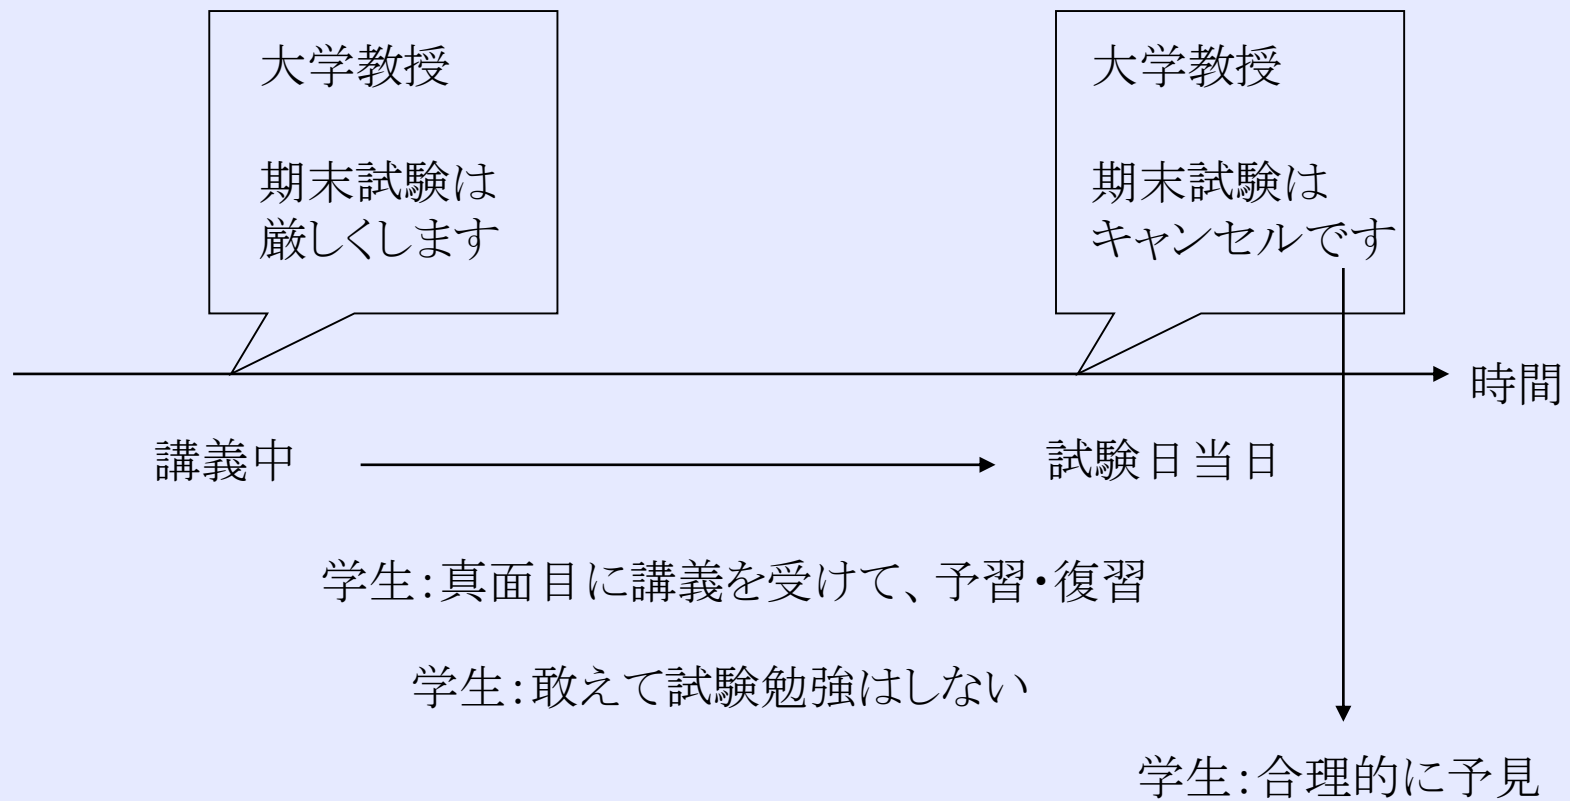 大学教授
期末試験は
厳しくします
大学教授
期末試験は
キャンセルです
時間
講義中
試験日当日
学生:真面目に講義を受けて、予習・復習
学生:敢えて試験勉強はしない
学生:合理的に予見